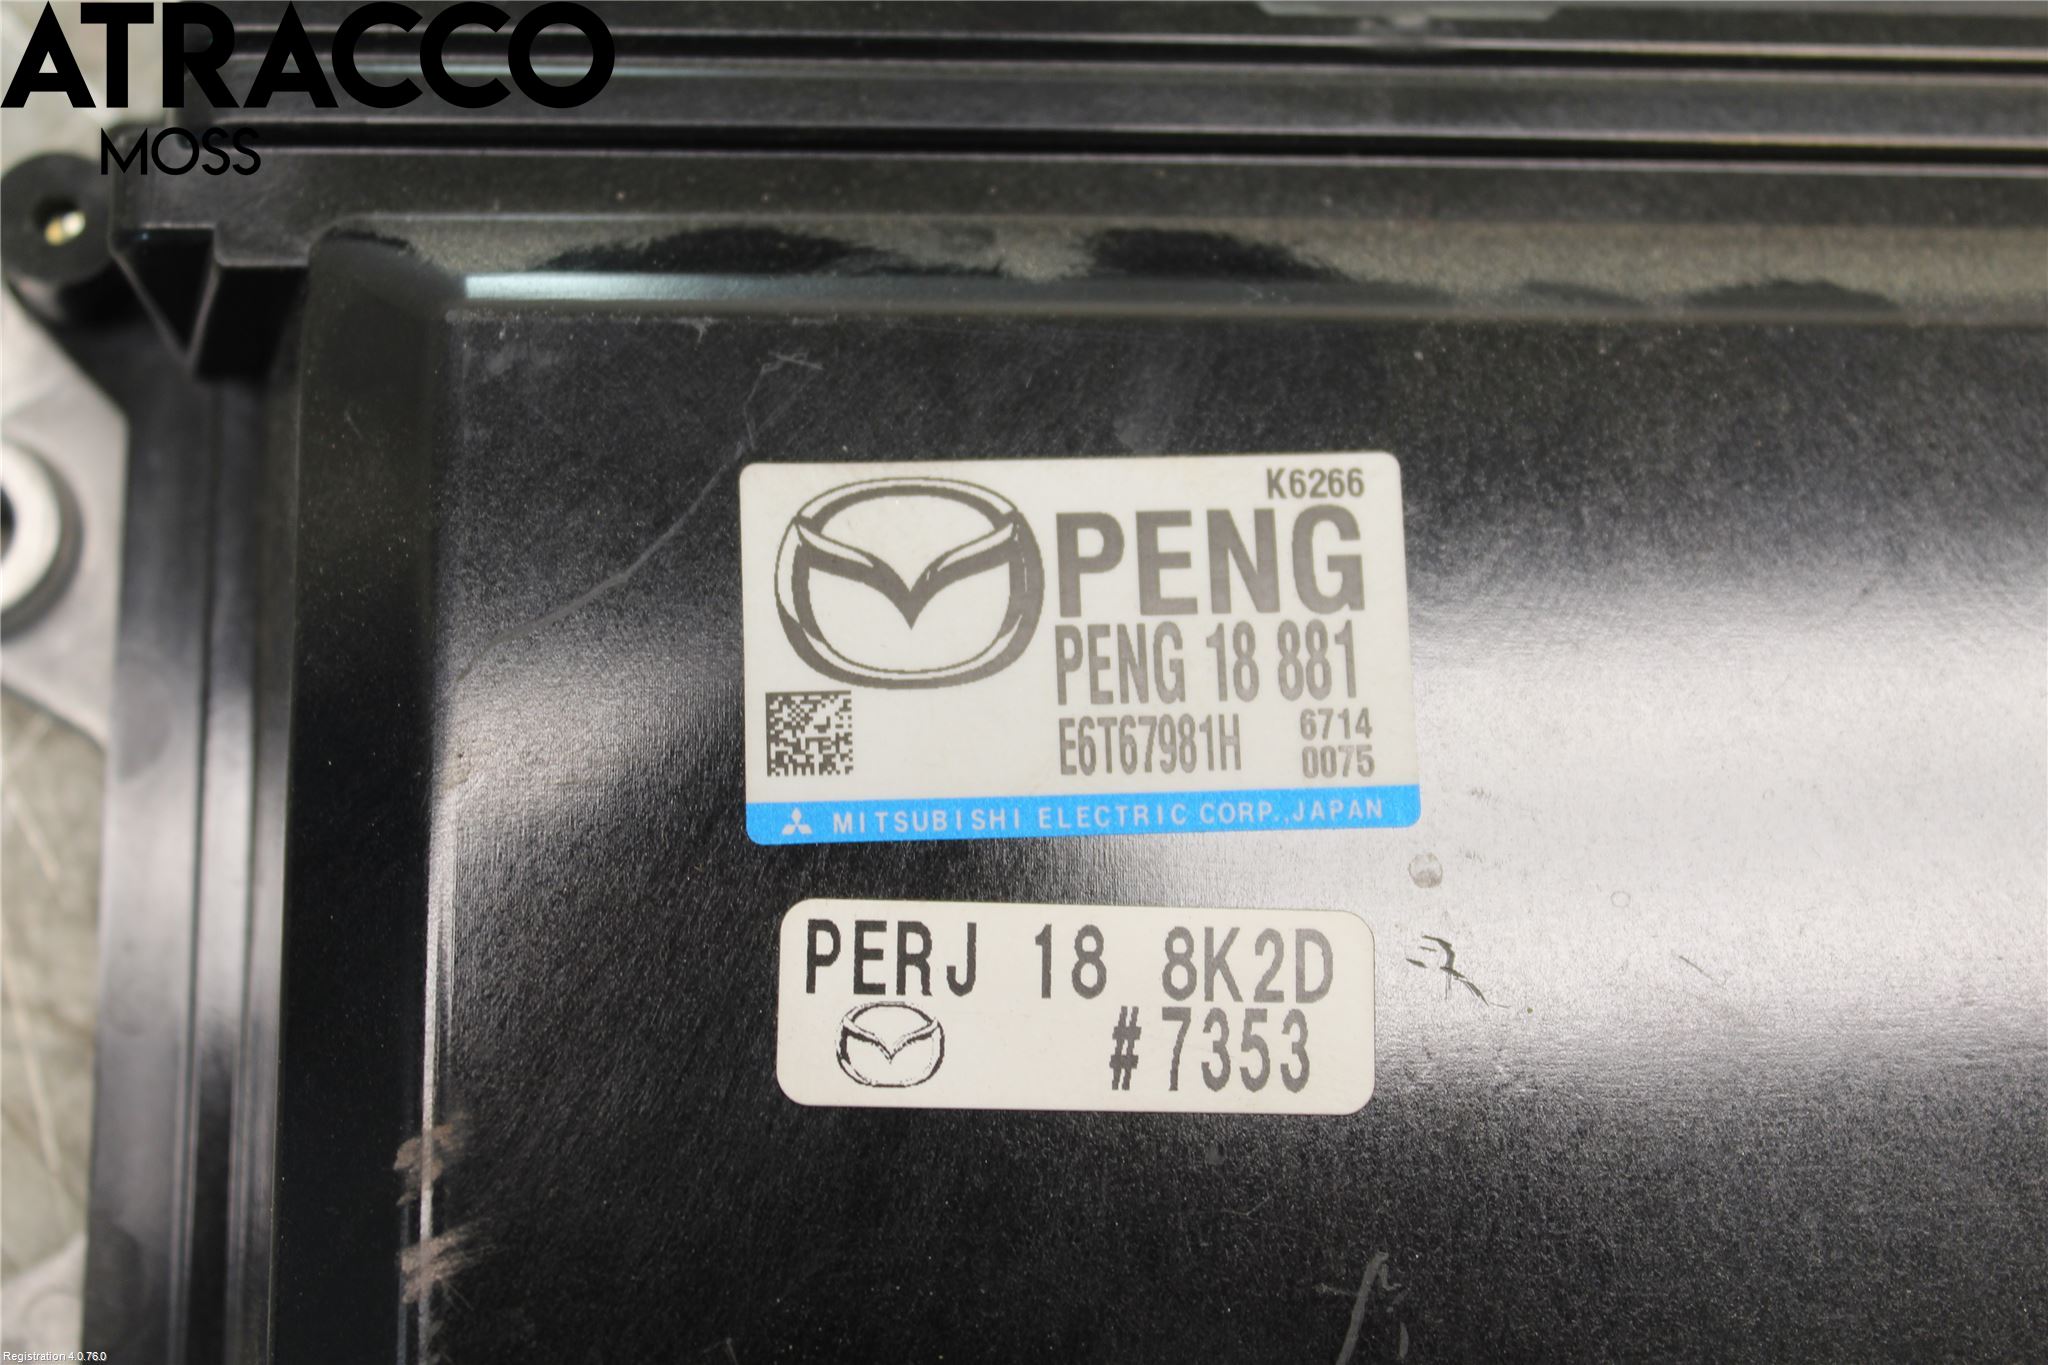 ATRACCO
MOSS
K6266
PENG
PENG 18 881
E6T67981H 6714
0075
MITSUBISHI ELECTRIC CORP.,JAPAN
PERJ 18 8K2D
#7353
Registration 4.0.76.0